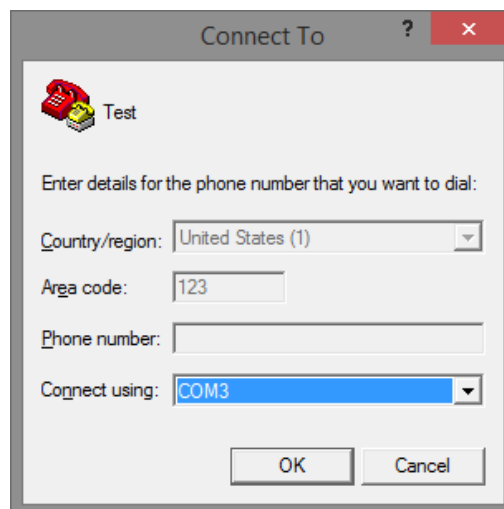 Connect To
?
Test
Enter details for the phone number that you want to dial:
Country/region: United States (1)
Area code: 123
Phone number:
Connect using: COM3
OK Cancel